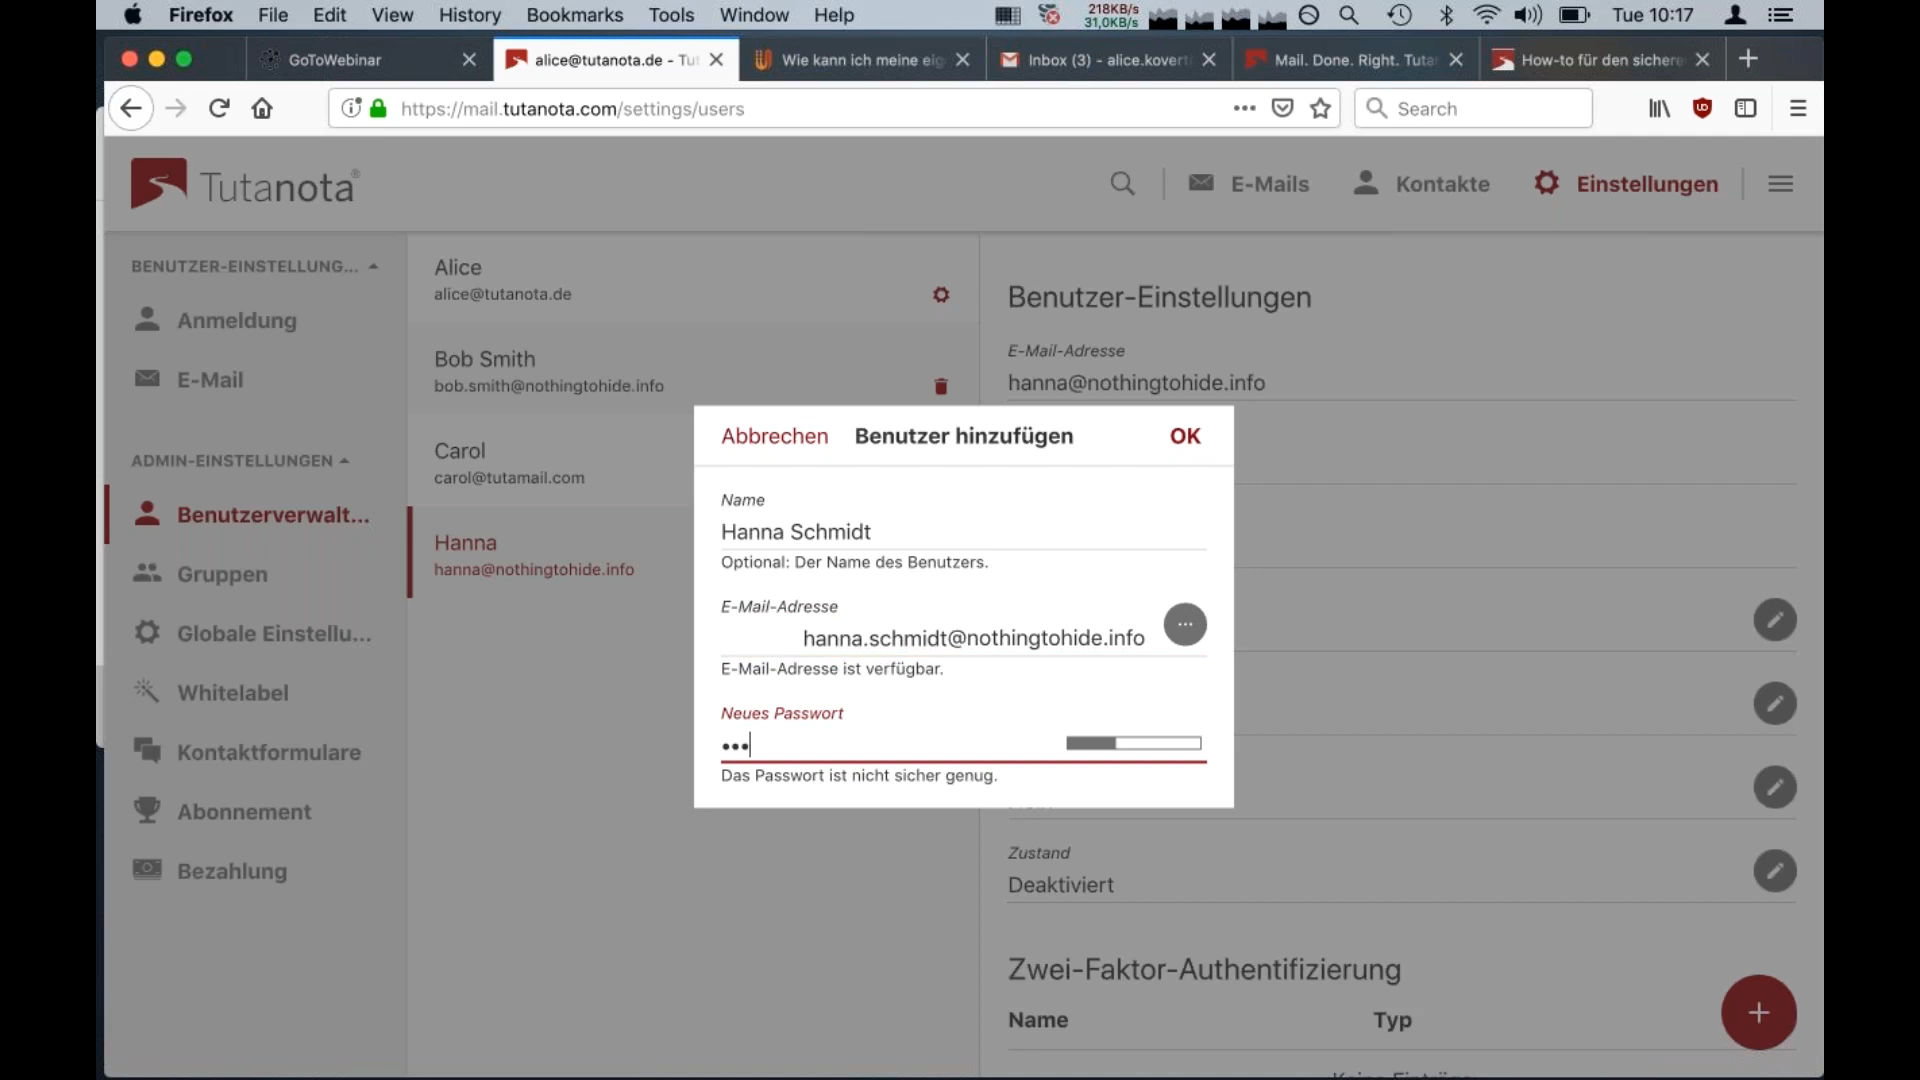 Firefox File Edit View History Bookmarks Tools Window Help 218KB/s 31,0KB/s Tue 10:17
GoToWebinar
alice@tutanota.de - Tut
Wie kann ich meine eig
Inbox (3) - alice.kovert
Mail. Done. Right. Tuta
How-to für den sichere
https://mail.tutanota.com/settings/users
Search
Tutanota®
E-Mails Kontakte Einstellungen
BENUTZER-EINSTELLUNG...
Anmeldung
E-Mail
ADMIN-EINSTELLUNGEN
Benutzerverwalt...
Gruppen
Globale Einstellu...
Whitelabel
Kontaktformulare
Abonnement
Bezahlung
Alice
alice@tutanota.de
Bob Smith
bob.smith@nothingtohide.info
Carol
carol@tutamail.com
Hanna
hanna@nothingtohide.info
Abbrechen Benutzer hinzufügen OK
Name
Hanna Schmidt
Optional: Der Name des Benutzers.
E-Mail-Adresse
hanna.schmidt@nothingtohide.info
E-Mail-Adresse ist verfügbar.
Neues Passwort
•••
Das Passwort ist nicht sicher genug.
Benutzer-Einstellungen
E-Mail-Adresse
hanna@nothingtohide.info
Zustand
Deaktiviert
Zwei-Faktor-Authentifizierung
Name Typ